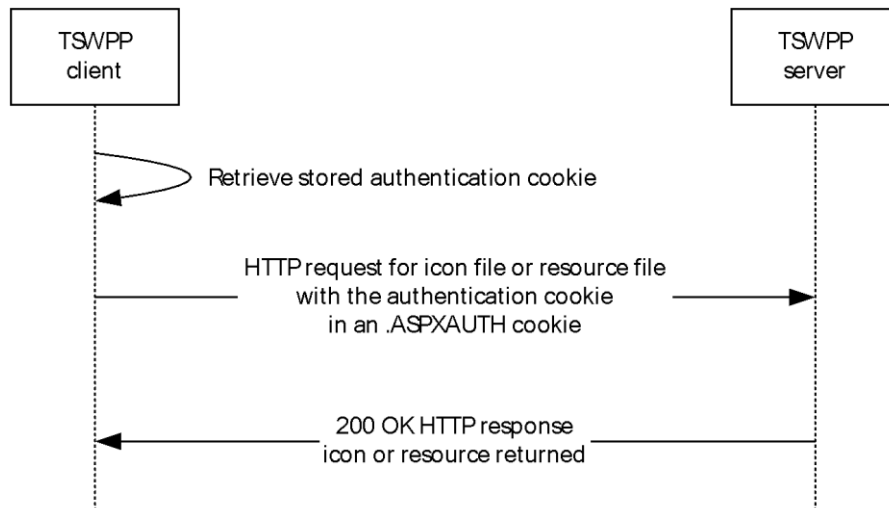 TSWPP
client
TSWPP
server
Retrieve stored authentication cookie
HTTP request for icon file or resource file
with the authentication cookie
in an .ASPXAUTH cookie
200 OK HTTP response
icon or resource returned